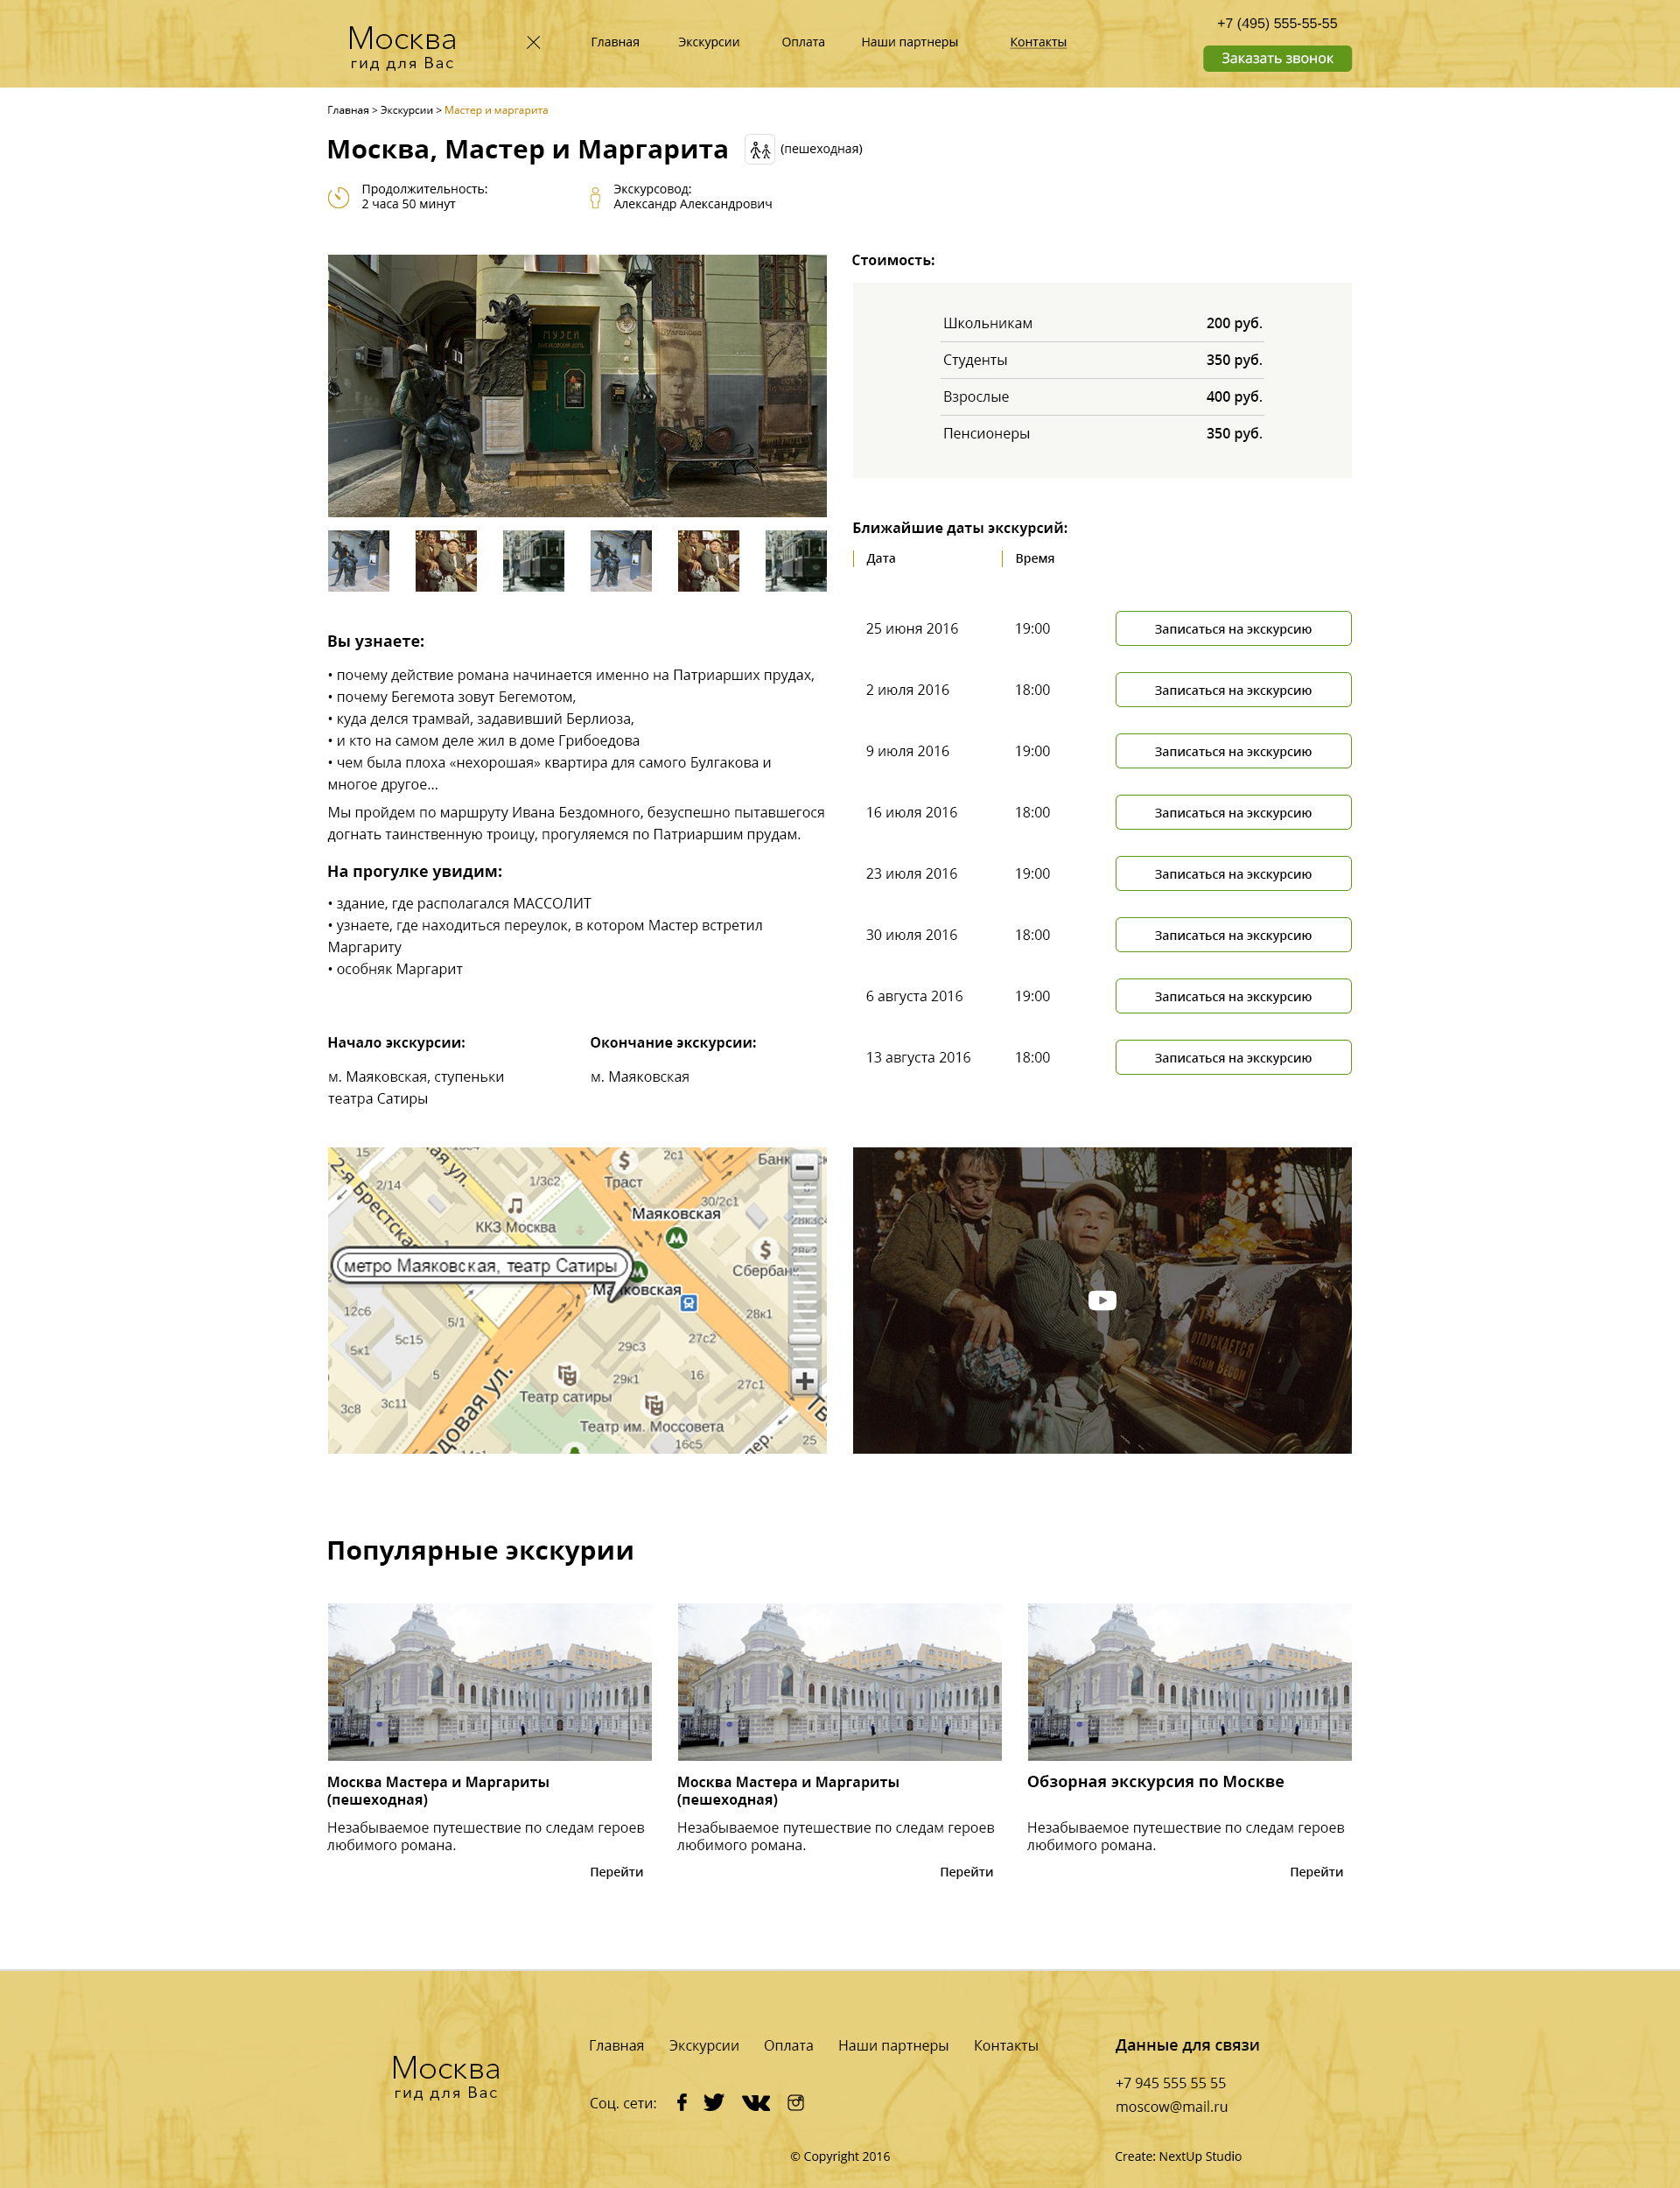 Москва
гид для Вас
Главная
Экскурсии
Оплата
Наши партнеры
Контакты
+7 (495) 555-55-55
Заказать звонок
Главная > Экскурсии > Мастер и маргарита
Москва, Мастер и Маргарита
(пешеходная)
Продолжительность:
2 часа 50 минут
Экскурсовод:
Александр Александрович
МУЗЕЙ
Стоимость:
Школьникам 200 руб.
Студенты 350 руб.
Взрослые 400 руб.
Пенсионеры 350 руб.
Ближайшие даты экскурсий:
Дата
Время
25 июня 2016 19:00 Записаться на экскурсию
2 июля 2016 18:00 Записаться на экскурсию
9 июля 2016 19:00 Записаться на экскурсию
16 июля 2016 18:00 Записаться на экскурсию
23 июля 2016 19:00 Записаться на экскурсию
30 июля 2016 18:00 Записаться на экскурсию
6 августа 2016 19:00 Записаться на экскурсию
13 августа 2016 18:00 Записаться на экскурсию
Вы узнаете:
• почему действие романа начинается именно на Патриарших прудах,
• почему Бегемота зовут Бегемотом,
• куда делся трамвай, задавивший Берлиоза,
• и кто на самом деле жил в доме Грибоедова
• чем была плоха «нехорошая» квартира для самого Булгакова и
многое другое...
Мы пройдем по маршруту Ивана Бездомного, безуспешно пытавшегося
догнать таинственную троицу, прогуляемся по Патриаршим прудам.
На прогулке увидим:
• здание, где располагался МАССОЛИТ
• узнаете, где находиться переулок, в котором Мастер встретил
Маргариту
• особняк Маргарит
Начало экскурсии:
м. Маяковская, ступеньки
театра Сатиры
Окончание экскурсии:
м. Маяковская
15
2с1
2-я Брестская
ая ул.
2/14
1/3с2
Траст
30/2с1
Маяковская
ККЗ Москва
1
28к2
Сбербанк
метро Маяковская, театр Сатиры
Маяковская
12с6
5/1
28к1
5с15
27с2
5к1
29с3
5
29к1
16
27с1
3с8
3с11
Театр сатиры
Театр им. Моссовета
16с5
25
довая ул.
пер.
ОТПУСКАЕТСЯ
ЧИСТЫМ ВЕСОМ
Популярные экскурии
Москва Мастера и Маргариты
(пешеходная)
Незабываемое путешествие по следам героев
любимого романа.
Перейти
Москва Мастера и Маргариты
(пешеходная)
Незабываемое путешествие по следам героев
любимого романа.
Перейти
Обзорная экскурсия по Москве
Незабываемое путешествие по следам героев
любимого романа.
Перейти
Москва
гид для Вас
Главная
Экскурсии
Оплата
Наши партнеры
Контакты
Соц. сети:
Данные для связи
+7 945 555 55 55
moscow@mail.ru
© Copyright 2016
Create: NextUp Studio